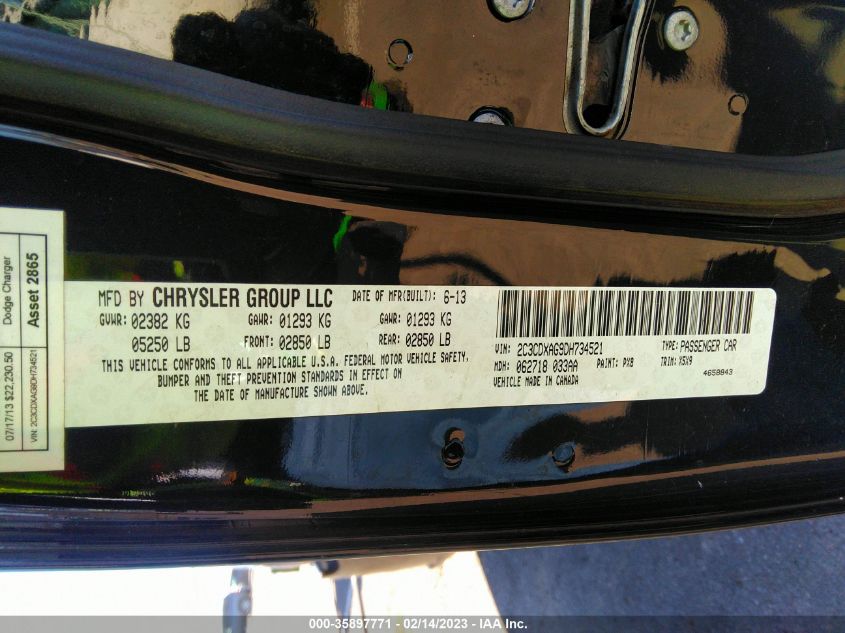 07/17/13 $22,230.50 Dodge Charger
VIN: 2C3CDXAG9DH734521 Asset 2865
MFD BY CHRYSLER GROUP LLC DATE OF MFR(BUILT): 6-13
GVWR: 02382 KG GAWR: 01293 KG GAWR: 01293 KG
05250 LB FRONT: 02850 LB REAR: 02850 LB
THIS VEHICLE CONFORMS TO ALL APPLICABLE U.S.A. FEDERAL MOTOR VEHICLE SAFETY,
BUMPER AND THEFT PREVENTION STANDARDS IN EFFECT ON
THE DATE OF MANUFACTURE SHOWN ABOVE.
VIN: 2C3CDXAG9DH734521 TYPE: PASSENGER CAR
MDH: 062718 033AA PAINT: PX8 TRIM: X5X9
VEHICLE MADE IN CANADA 4658843
000-35897771 - 02/14/2023 - IAA Inc.